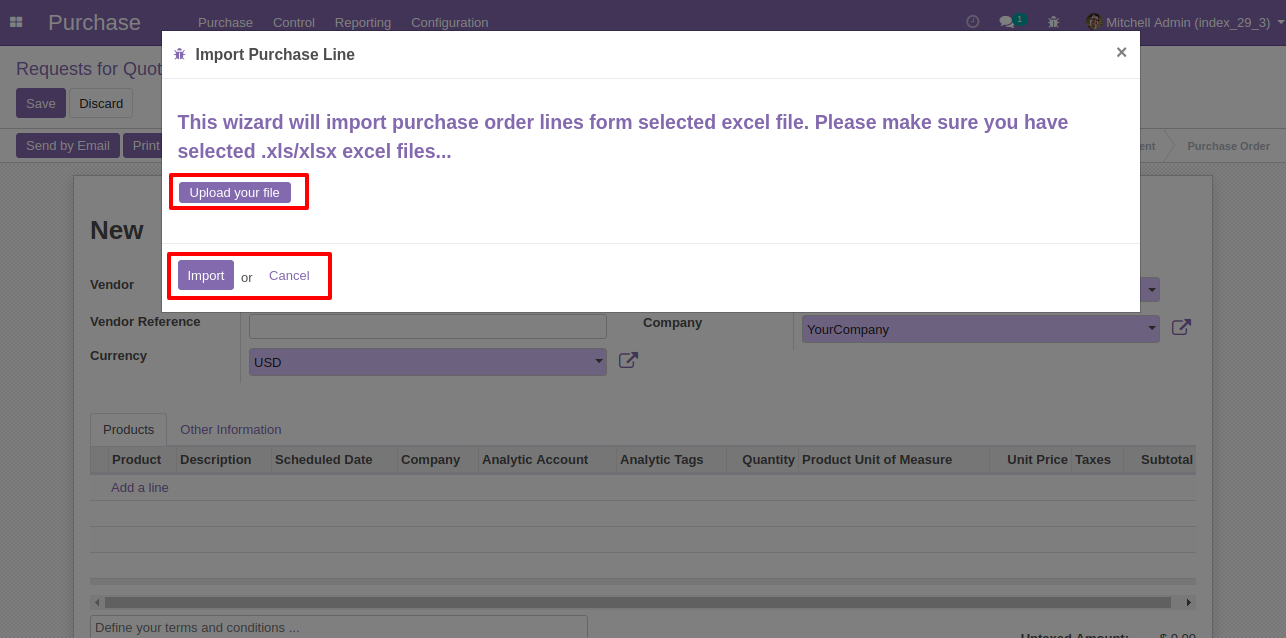 Purchase Purchase Control Reporting Configuration 1 Mitchell Admin (index_29_3)
Import Purchase Line ×
Requests for Quot
Save Discard
This wizard will import purchase order lines form selected excel file. Please make sure you have
selected .xls/xlsx excel files...
Send by Email Print ent Purchase Order
Upload your file
New
Import or Cancel
Vendor
Vendor Reference Company YourCompany
Currency USD
Products Other Information
Product Description Scheduled Date Company Analytic Account Analytic Tags Quantity Product Unit of Measure Unit Price Taxes Subtotal
Add a line
Define your terms and conditions ...
Untaxed Amount: $ 0.00